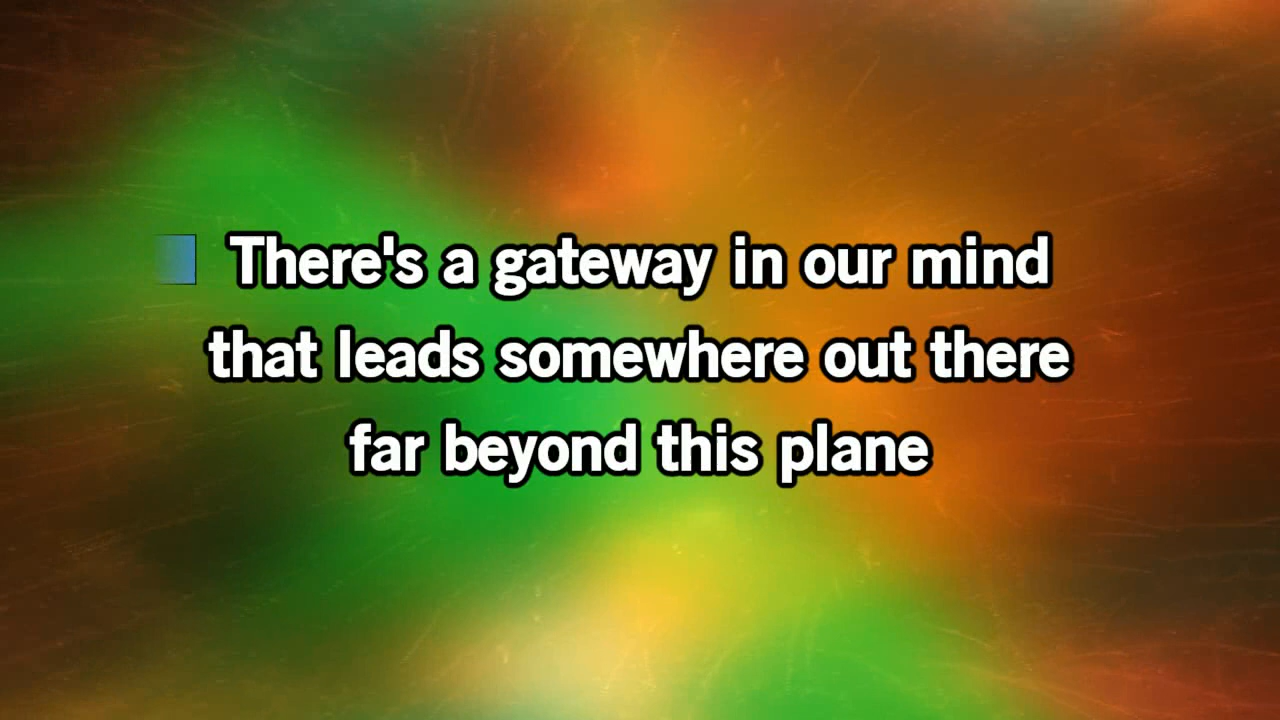 There's a gateway in our mind
that leads somewhere out there
far beyond this plane